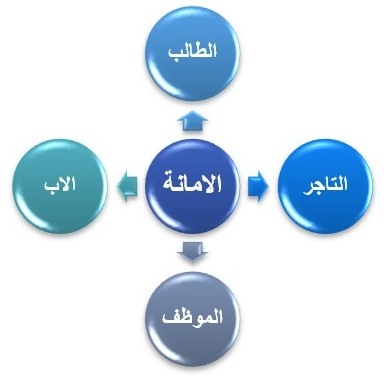 الطالب
التاجر
الامانة
الاب
الموظف